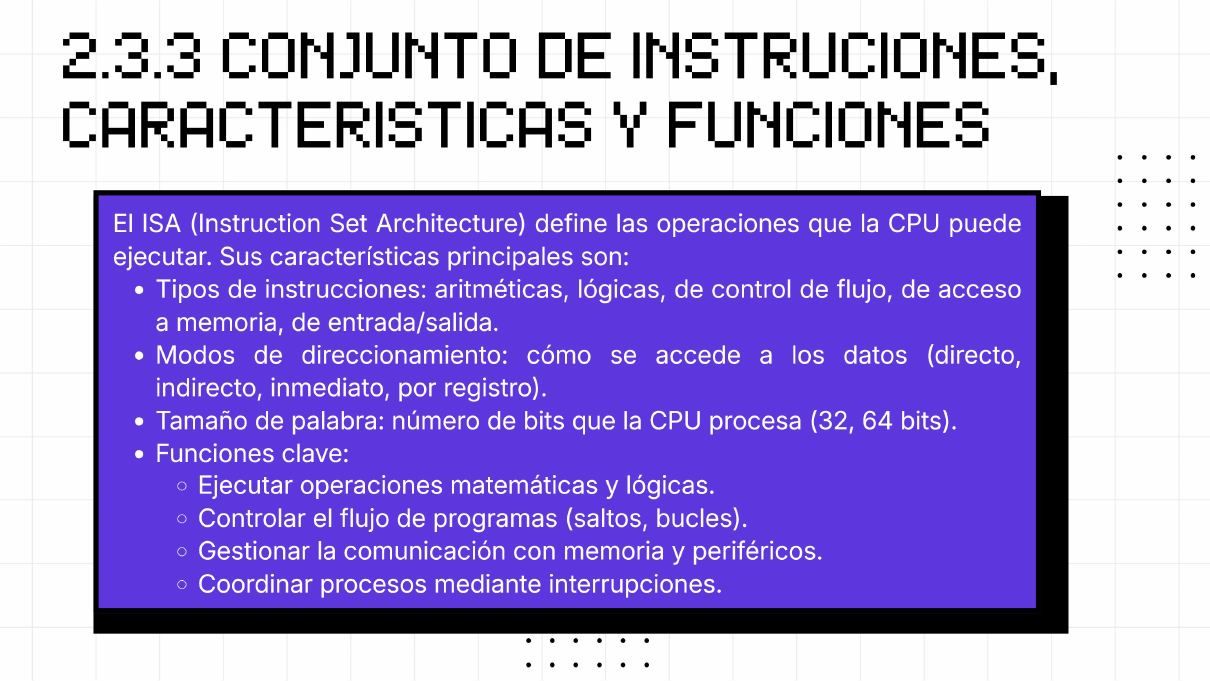 2.3.3 CONJUNTO DE INSTRUCIONES,
CARACTERISTICAS Y FUNCIONES
El ISA (Instruction Set Architecture) define las operaciones que la CPU puede
ejecutar. Sus características principales son:
• Tipos de instrucciones: aritméticas, lógicas, de control de flujo, de acceso
a memoria, de entrada/salida.
• Modos de direccionamiento: cómo se accede a los datos (directo,
indirecto, inmediato, por registro).
• Tamaño de palabra: número de bits que la CPU procesa (32, 64 bits).
• Funciones clave:
○ Ejecutar operaciones matemáticas y lógicas.
○ Controlar el flujo de programas (saltos, bucles).
○ Gestionar la comunicación con memoria y periféricos.
○ Coordinar procesos mediante interrupciones.